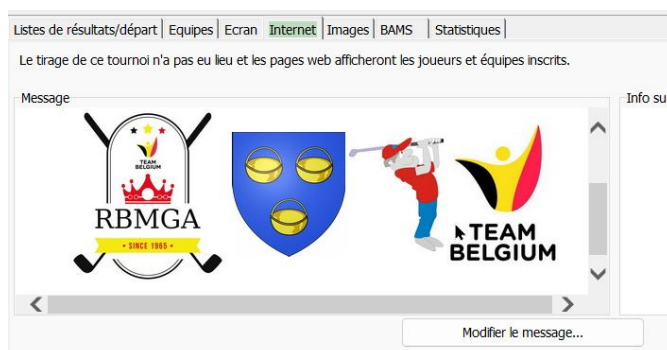 Listes de résultats/départ Equipes Ecran Internet Images BAMS Statistiques
Le tirage de ce tournoi n'a pas eu lieu et les pages web afficheront les joueurs et équipes inscrits.
Message
Info su
TEAM
BELGIUM
RBMGA
• SINCE 1965 •
TEAM
BELGIUM
Modifier le message...